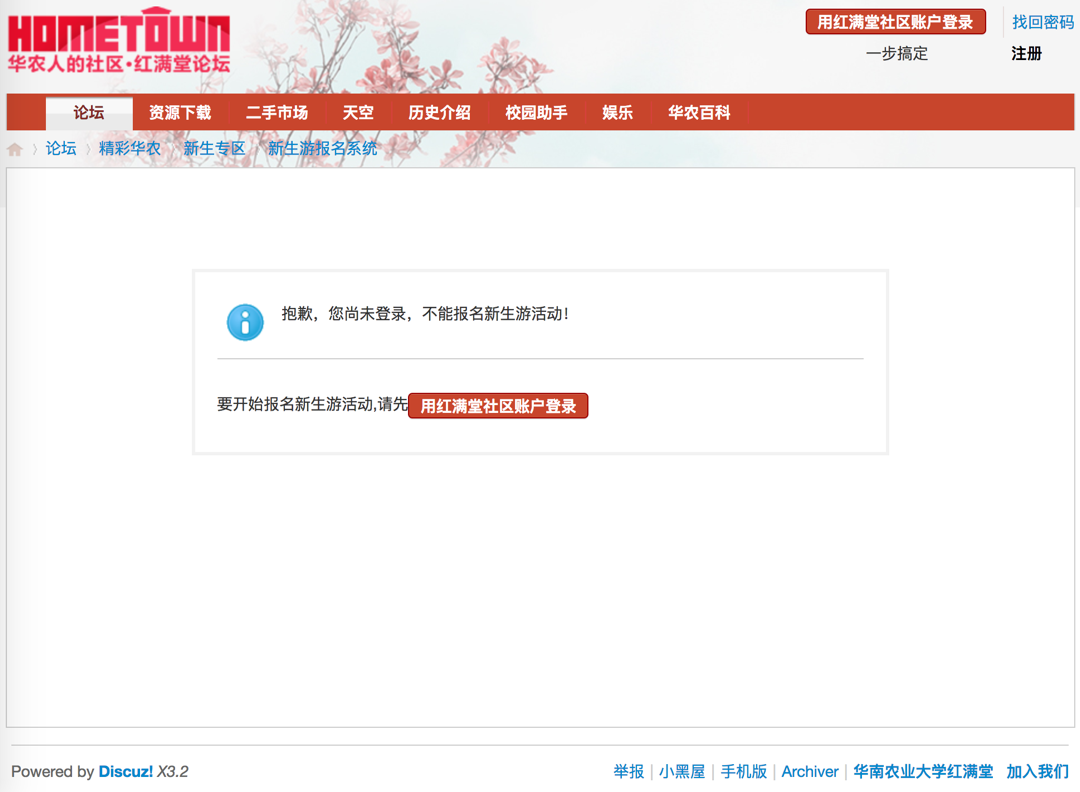 HOMETOWN
华农人的社区·红满堂论坛
用红满堂社区账户登录 找回密码
一步搞定 注册
论坛 资源下载 二手市场 天空 历史介绍 校园助手 娱乐 华农百科
论坛 精彩华农 新生专区 新生游报名系统
抱歉，您尚未登录，不能报名新生游活动！
要开始报名新生游活动,请先 用红满堂社区账户登录
Powered by Discuz! X3.2 举报 | 小黑屋 | 手机版 | Archiver | 华南农业大学红满堂 加入我们